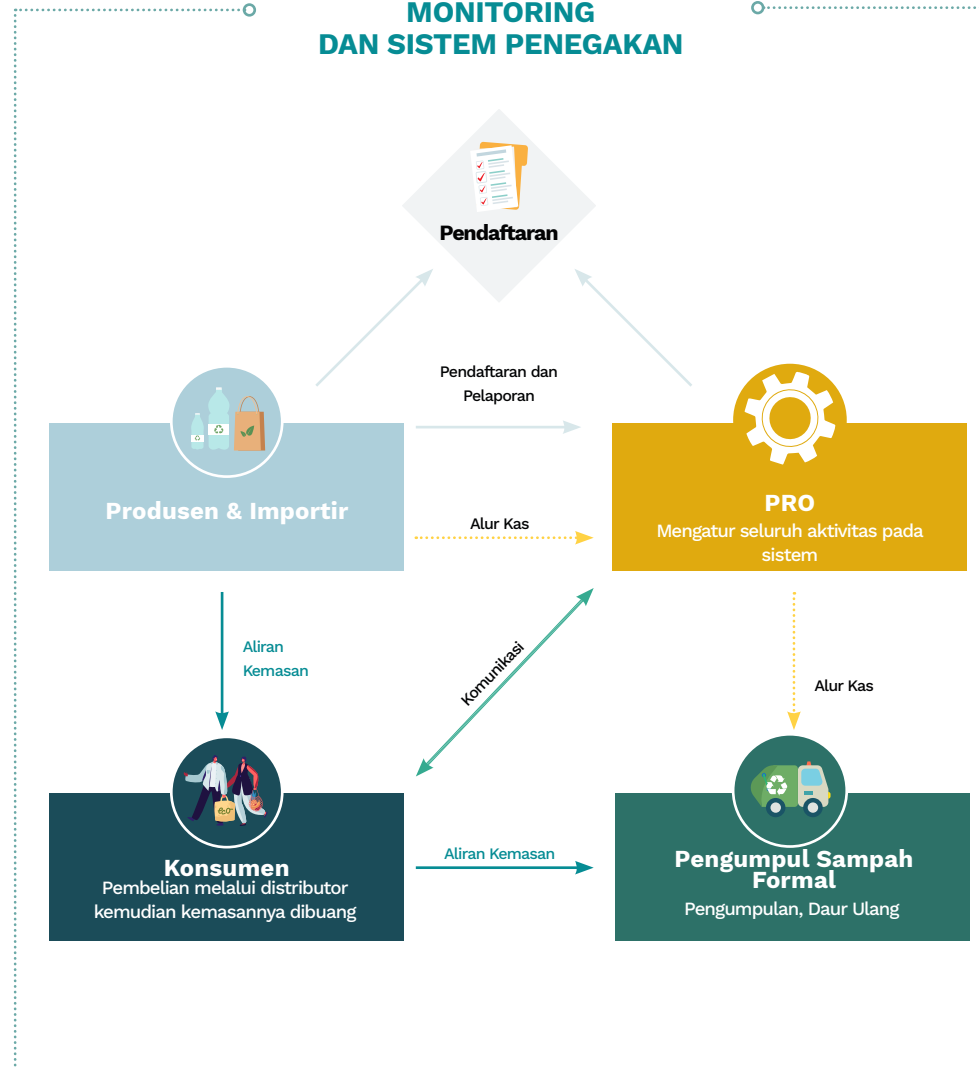 MONITORING
DAN SISTEM PENEGAKAN
Pendaftaran
Pendaftaran dan
Pelaporan
Produsen & Importir
PRO
Mengatur seluruh aktivitas pada
sistem
Alur Kas
Aliran
Kemasan
Komunikasi
Alur Kas
eco
Konsumen
Pembelian melalui distributor
kemudian kemasannya dibuang
Aliran Kemasan
Pengumpul Sampah
Formal
Pengumpulan, Daur Ulang